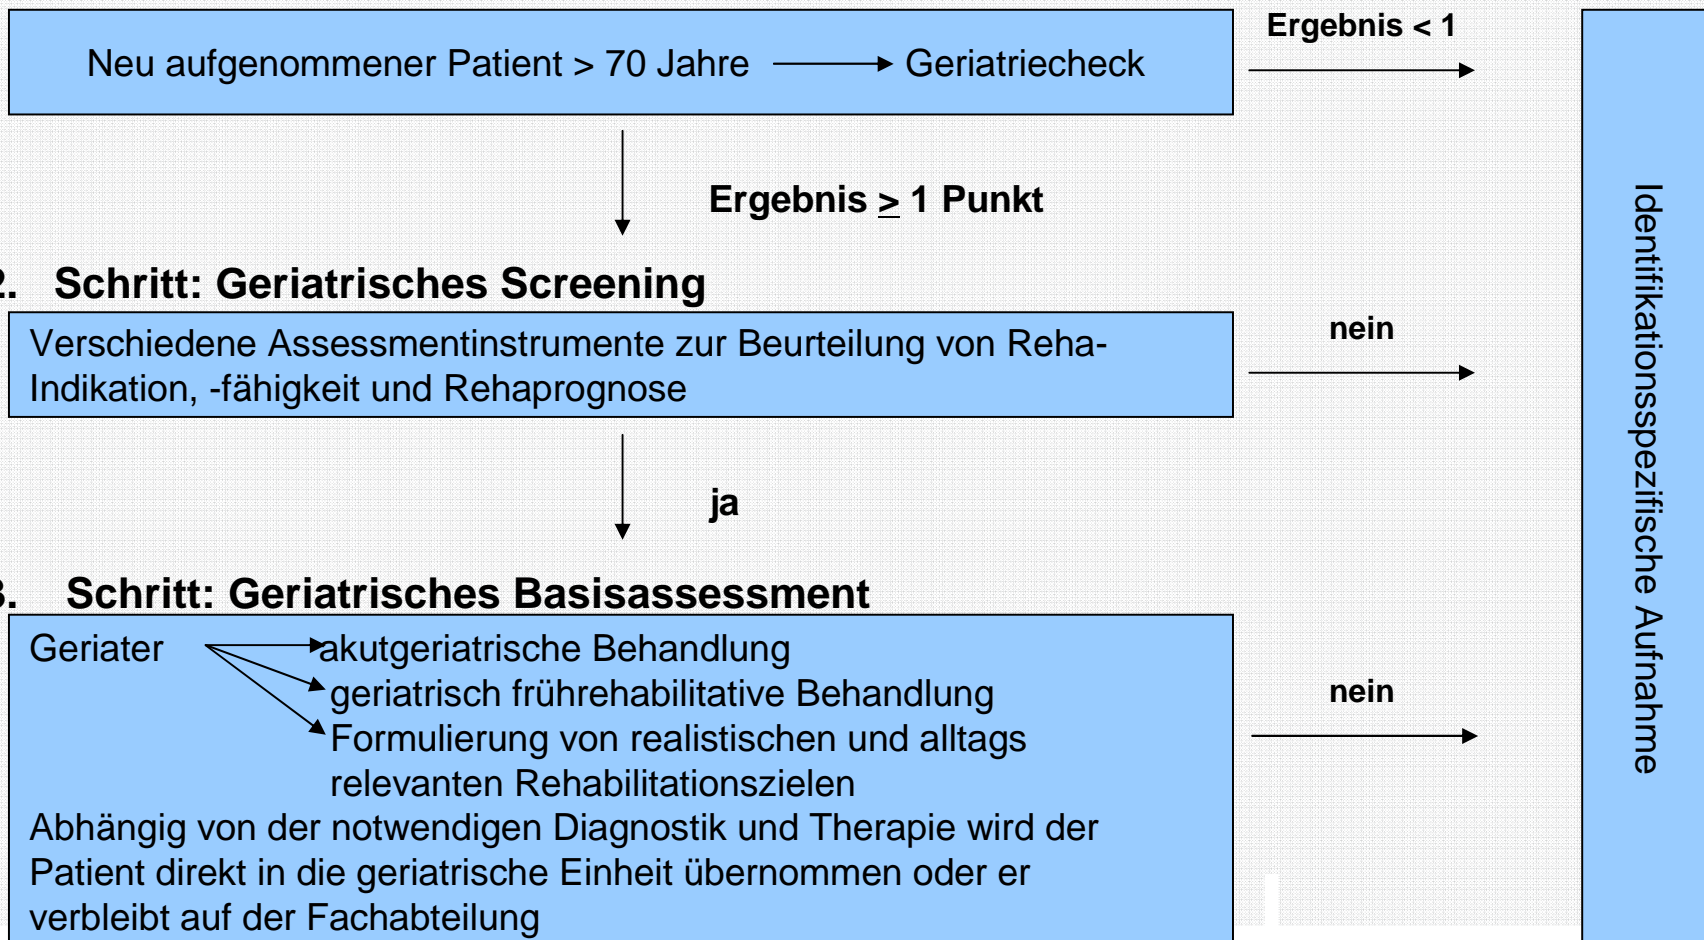 Neu aufgenommener Patient > 70 Jahre → Geriatriecheck
Ergebnis < 1
Ergebnis ≥ 1 Punkt
2. Schritt: Geriatrisches Screening
Verschiedene Assessmentinstrumente zur Beurteilung von Reha-
Indikation, -fähigkeit und Rehaprognose
nein
ja
3. Schritt: Geriatrisches Basisassessment
Geriater akutgeriatrische Behandlung
geriatrisch frührehabilitative Behandlung
Formulierung von realistischen und alltags
relevanten Rehabilitationszielen
Abhängig von der notwendigen Diagnostik und Therapie wird der
Patient direkt in die geriatrische Einheit übernommen oder er
verbleibt auf der Fachabteilung
nein
Identifikationsspezifische Aufnahme